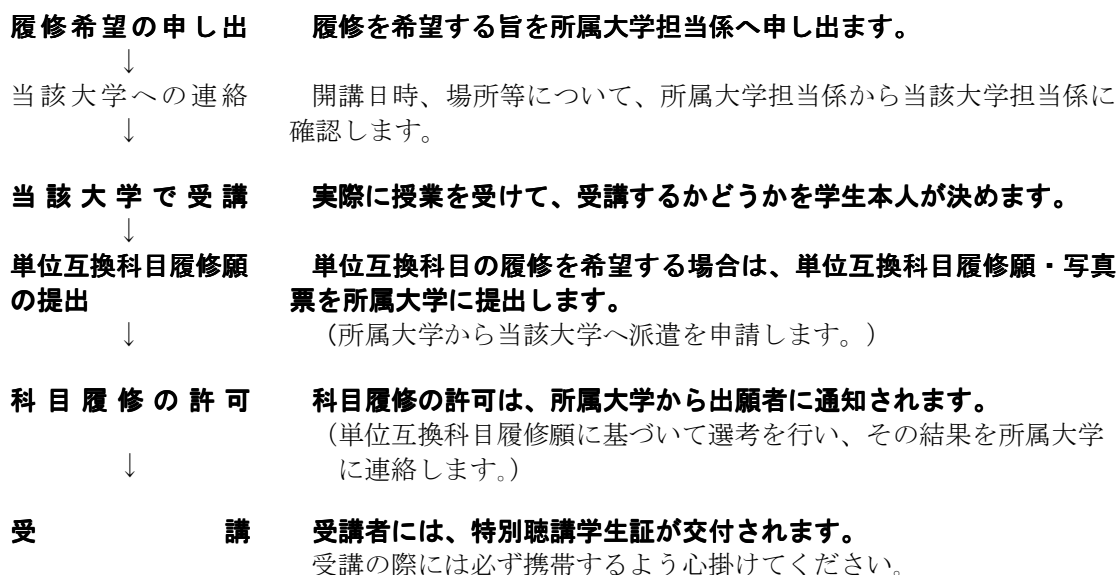 履修希望の申し出　　履修を希望する旨を所属大学担当係へ申し出ます。
↓
当該大学への連絡　　開講日時、場所等について、所属大学担当係から当該大学担当係に
↓　　確認します。
当該大学で受講　　実際に授業を受けて、受講するかどうかを学生本人が決めます。
↓
単位互換科目履修願　　単位互換科目の履修を希望する場合は、単位互換科目履修願・写真
の提出　　票を所属大学に提出します。
↓　　（所属大学から当該大学へ派遣を申請します。）
科目履修の許可　　科目履修の許可は、所属大学から出願者に通知されます。
（単位互換科目履修願に基づいて選考を行い、その結果を所属大学
↓　　に連絡します。）
受講　　受講者には、特別聴講学生証が交付されます。
受講の際には必ず携帯するよう心掛けてください。